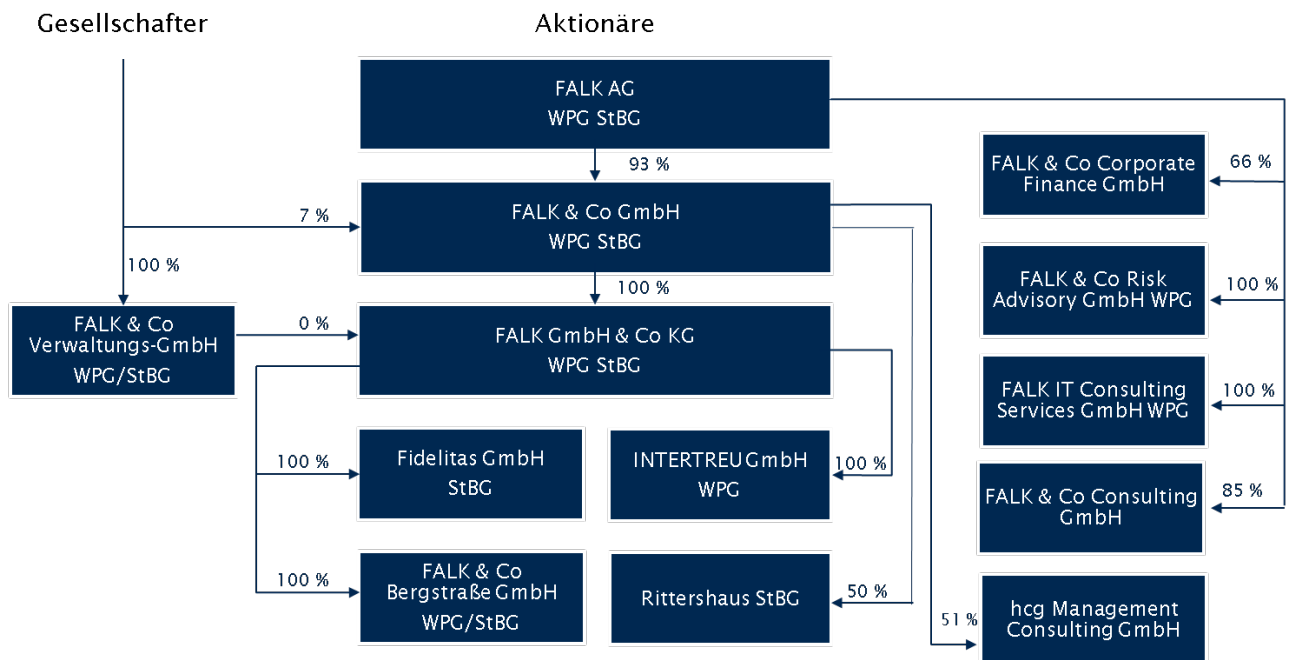 Gesellschafter
Aktionäre
FALK AG
WPG StBG
93 %
FALK & Co Corporate
Finance GmbH
66 %
7 %
FALK & Co GmbH
WPG StBG
100 %
FALK & Co Risk
Advisory GmbH WPG
100 %
100 %
FALK & Co
Verwaltungs-GmbH
WPG/StBG
0 %
FALK GmbH & Co KG
WPG StBG
FALK IT Consulting
Services GmbH WPG
100 %
100 %
Fidelitas GmbH
StBG
INTERTREU GmbH
WPG
100 %
FALK & Co Consulting
GmbH
85 %
100 %
FALK & Co
Bergstraße GmbH
WPG/StBG
Rittershaus StBG
50 %
51 %
hcg Management
Consulting GmbH